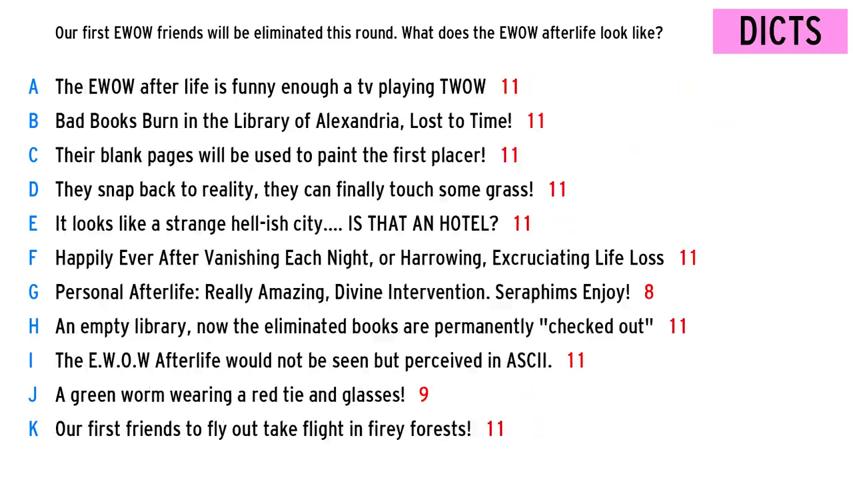 Our first EWOW friends will be eliminated this round. What does the EWOW afterlife look like?
DICTS
A The EWOW after life is funny enough a tv playing TWOW 11
B Bad Books Burn in the Library of Alexandria, Lost to Time! 11
C Their blank pages will be used to paint the first placer! 11
D They snap back to reality, they can finally touch some grass! 11
E It looks like a strange hell-ish city.... IS THAT AN HOTEL? 11
F Happily Ever After Vanishing Each Night, or Harrowing, Excruciating Life Loss 11
G Personal Afterlife: Really Amazing, Divine Intervention. Seraphims Enjoy! 8
H An empty library, now the eliminated books are permanently "checked out" 11
I The E.W.O.W Afterlife would not be seen but perceived in ASCII. 11
J A green worm wearing a red tie and glasses! 9
K Our first friends to fly out take flight in firey forests! 11